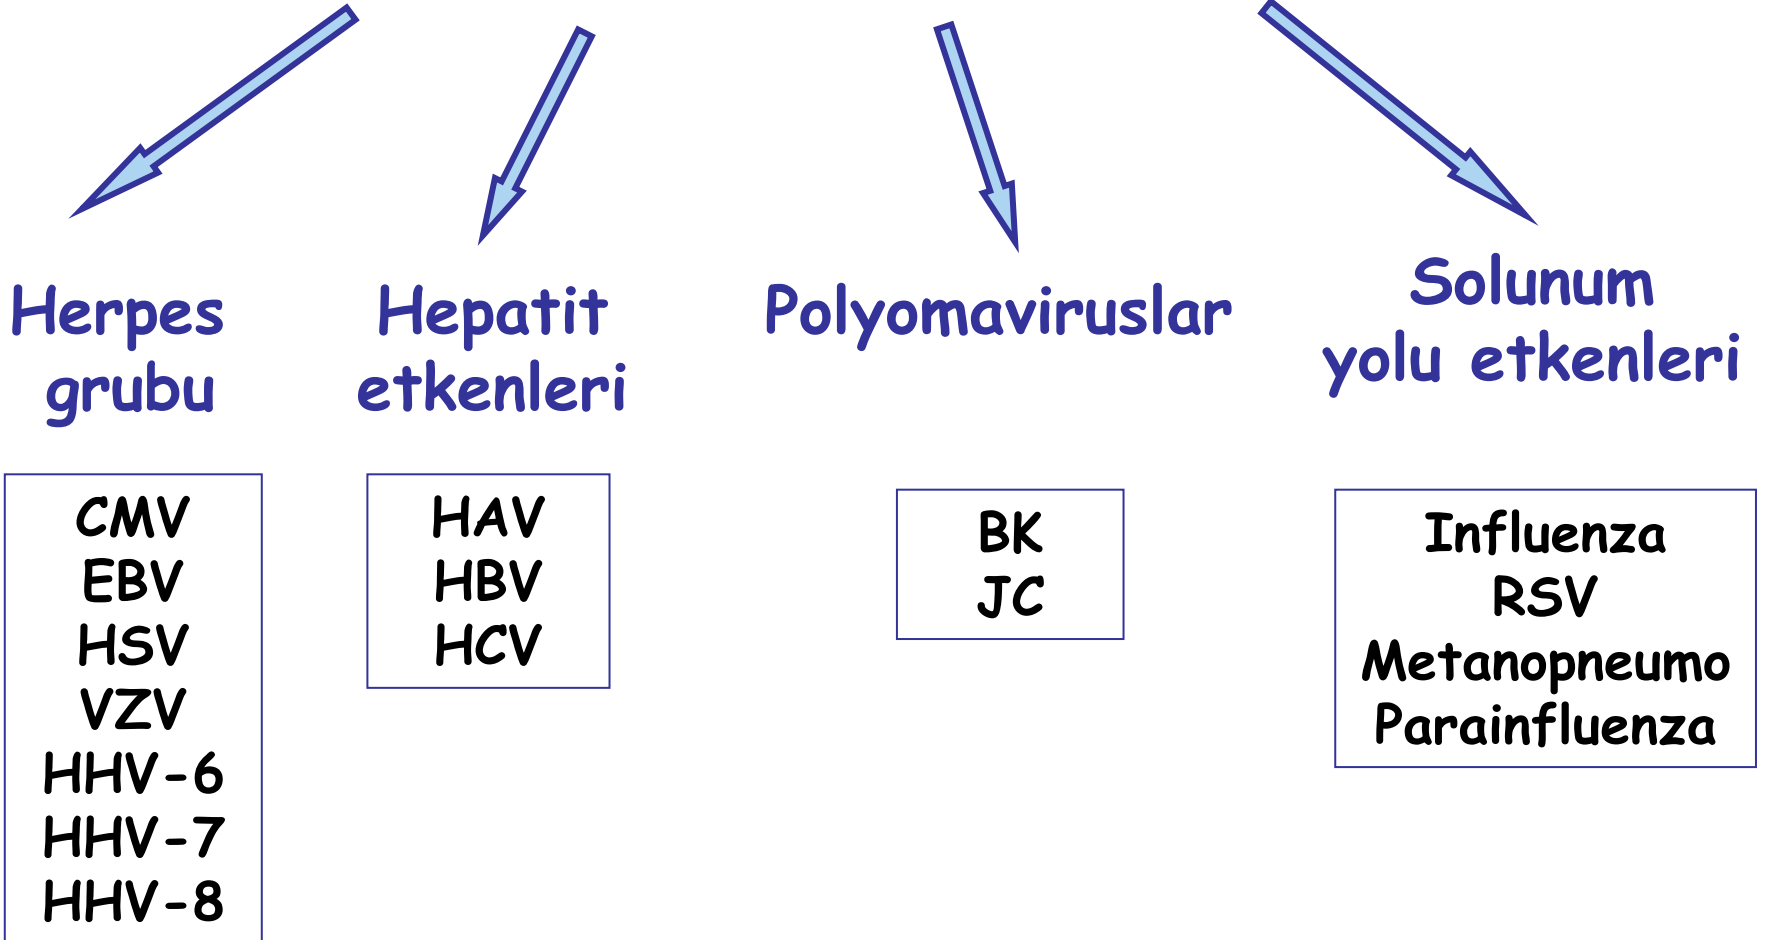 Herpes
grubu
CMV
EBV
HSV
VZV
HHV-6
HHV-7
HHV-8
Hepatit
etkenleri
HAV
HBV
HCV
Polyomaviruslar
BK
JC
Solunum
yolu etkenleri
Influenza
RSV
Metanopneumo
Parainfluenza